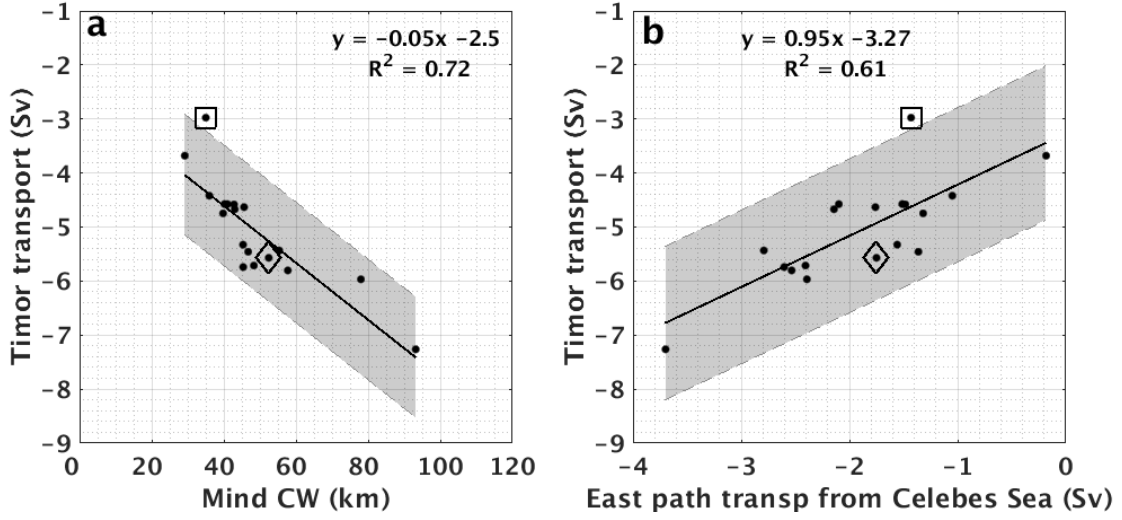 a
y = −0.05x −2.5
R² = 0.72
Timor transport (Sv)
−1
−2
−3
−4
−5
−6
−7
−8
−9
0 20 40 60 80 100 120
Mind CW (km)
b
y = 0.95x −3.27
R² = 0.61
Timor transport (Sv)
−1
−2
−3
−4
−5
−6
−7
−8
−9
−4 −3 −2 −1 0
East path transp from Celebes Sea (Sv)